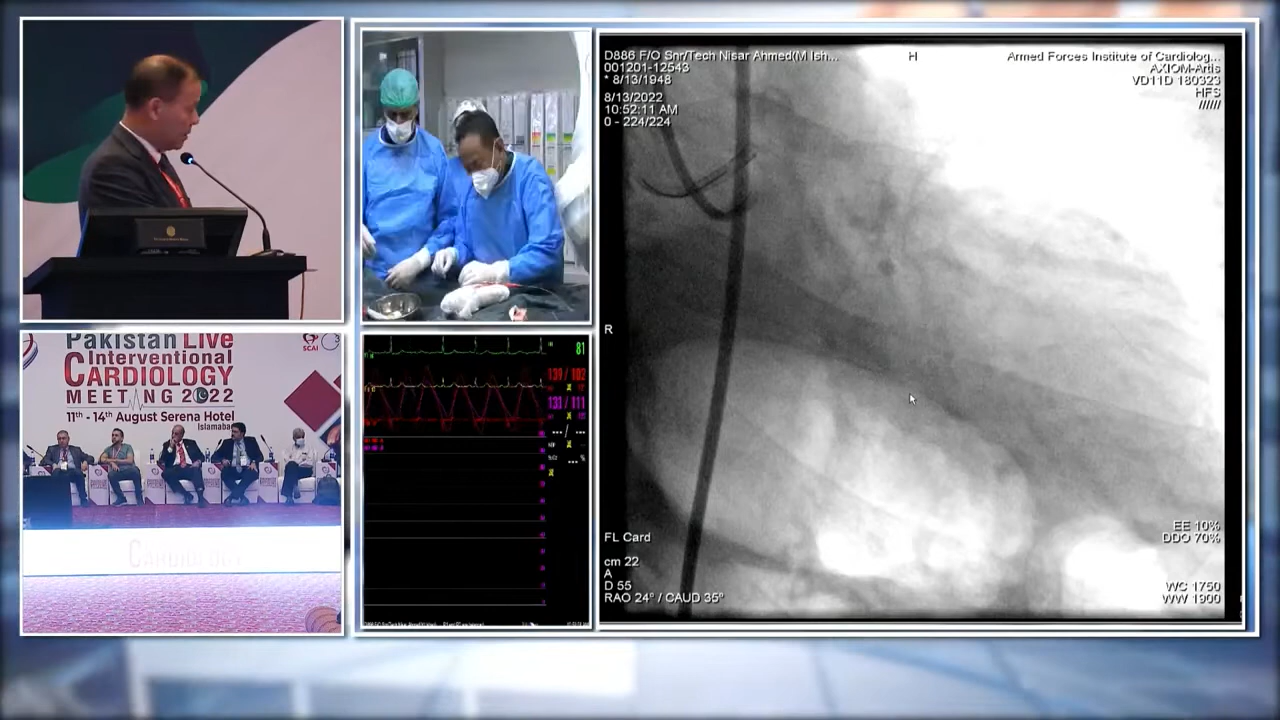 Pakistan Live
Interventional
CARDIOLOGY
MEETING 2022
11th - 14th August Serena Hotel
Islamabad
SCAI
CARDIOLOGY
81
139 / 102
131 / 111
D886 F/O Snr/Tech Nisar Ahmed(M Ish...
001201-12543
* 8/13/1948
8/13/2022
10:52:11 AM
0 - 224/224
H
Armed Forces Institute of Cardiolog...
AXIOM-Artis
VD11D 180323
HFS
//////
R
FL Card
cm 22
A
D 55
RAO 24° / CAUD 35°
EE 10%
DDO 70%
WC 1750
WW 1900